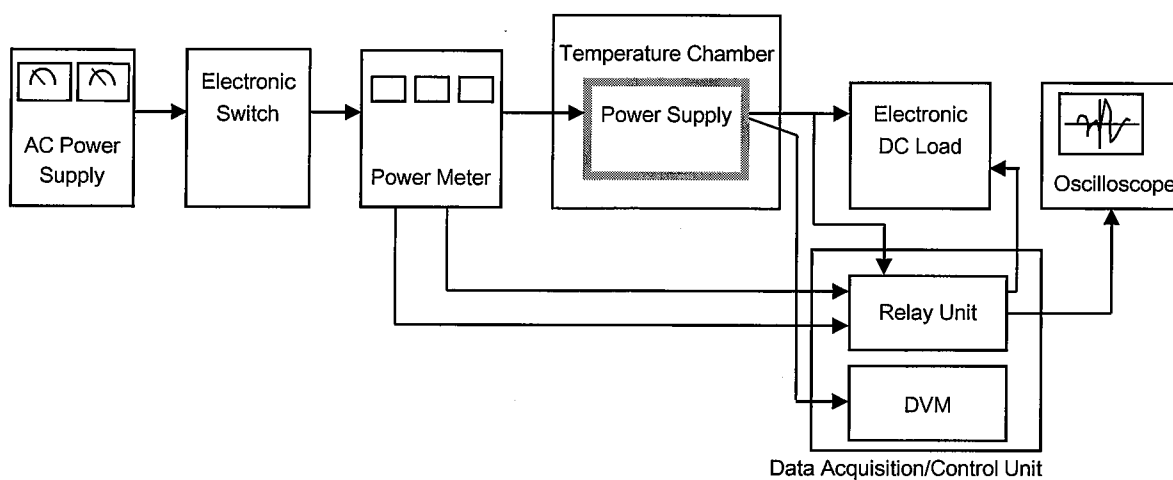 AC Power
Supply
Electronic
Switch
Power Meter
Temperature Chamber
Power Supply
Electronic
DC Load
Oscilloscope
Relay Unit
DVM
Data Acquisition/Control Unit